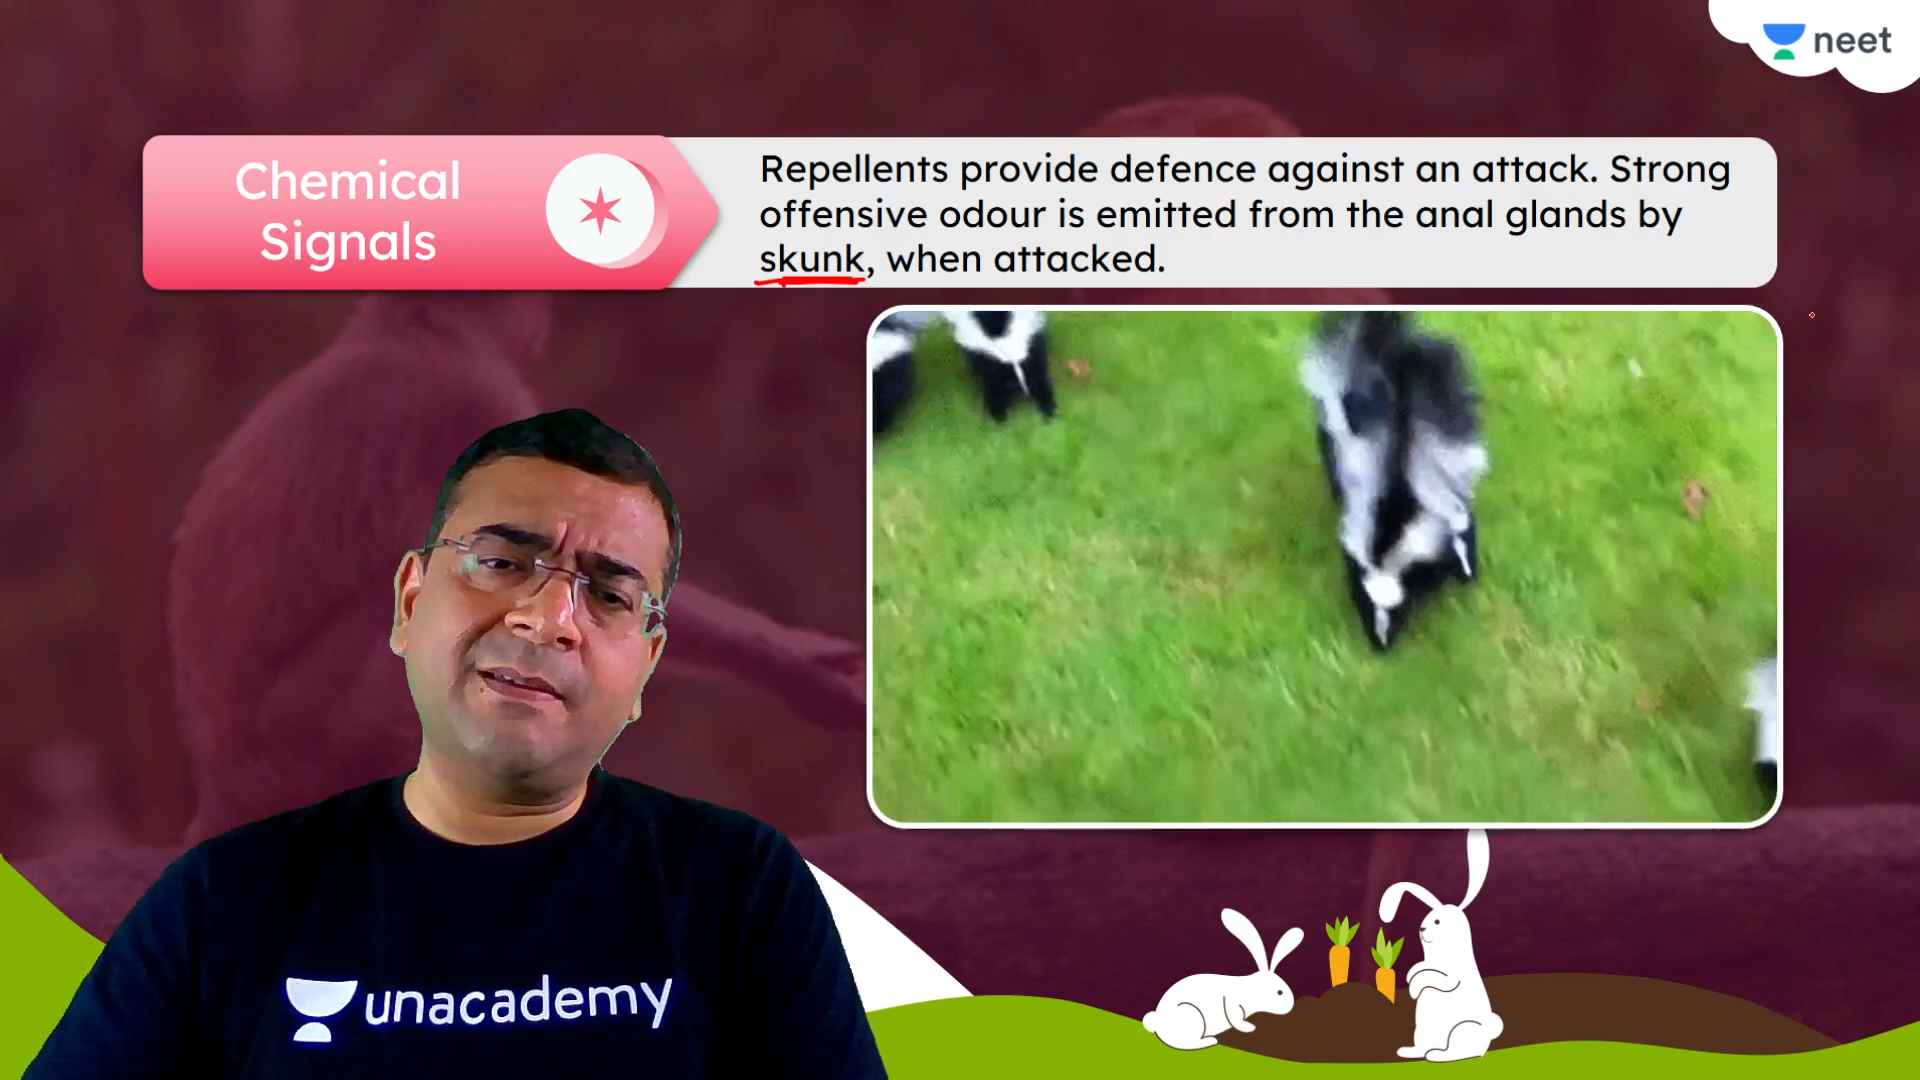 neet
Chemical
Signals
Repellents provide defence against an attack. Strong
offensive odour is emitted from the anal glands by
skunk, when attacked.
unacademy